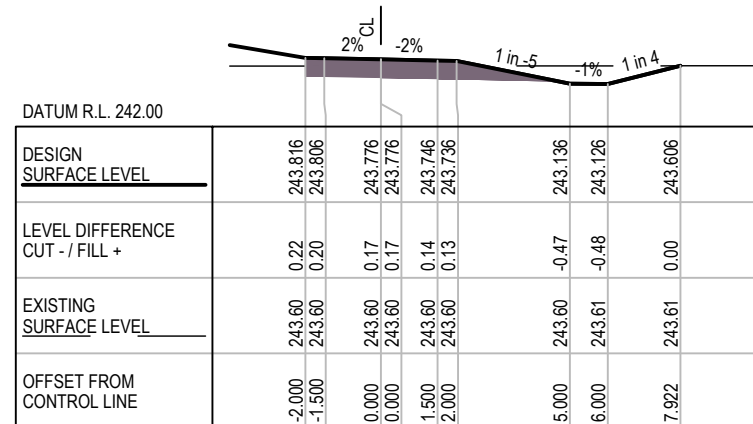 CL
2% -2% 1 in -5 -1% 1 in 4
DATUM R.L. 242.00
DESIGN
SURFACE LEVEL
243.816 243.806 243.776 243.776 243.746 243.736 243.136 243.126 243.606
LEVEL DIFFERENCE
CUT - / FILL +
0.22 0.20 0.17 0.17 0.14 0.13 -0.47 -0.48 0.00
EXISTING
SURFACE LEVEL
243.60 243.60 243.60 243.60 243.60 243.60 243.60 243.61 243.61
OFFSET FROM
CONTROL LINE
-2.000 -1.500 0.000 0.000 1.500 2.000 5.000 6.000 7.922